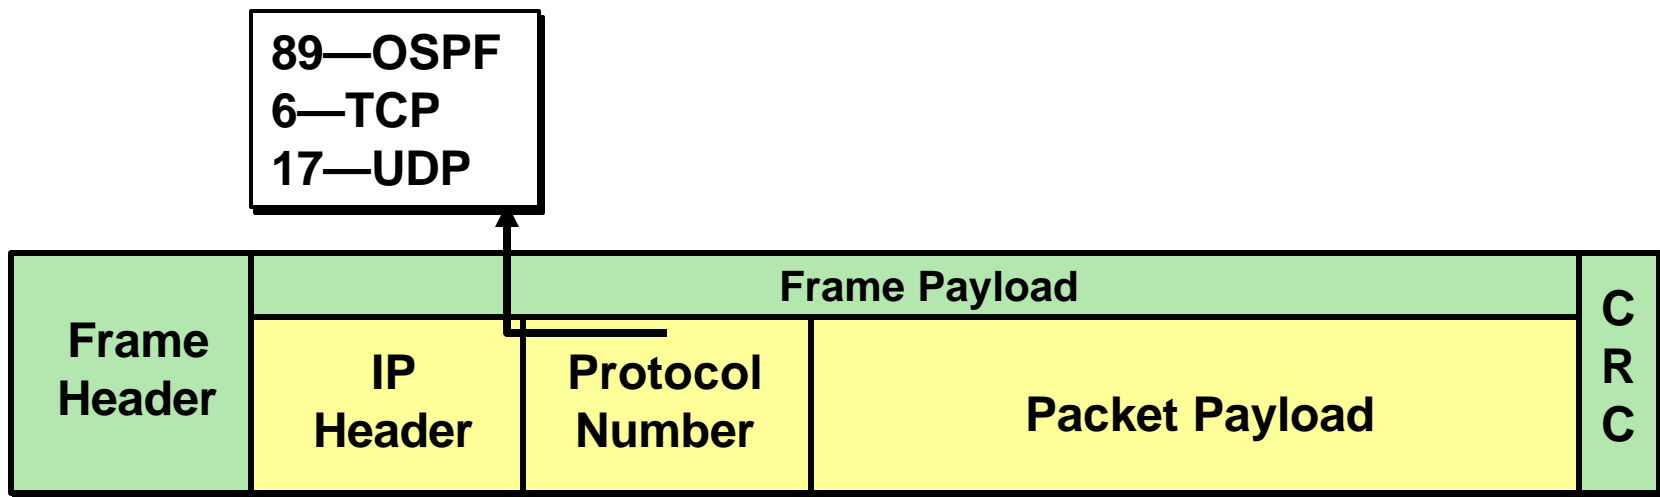 89—OSPF
6—TCP
17—UDP
Frame
Header
Frame Payload
IP
Header
Protocol
Number
Packet Payload
C
R
C